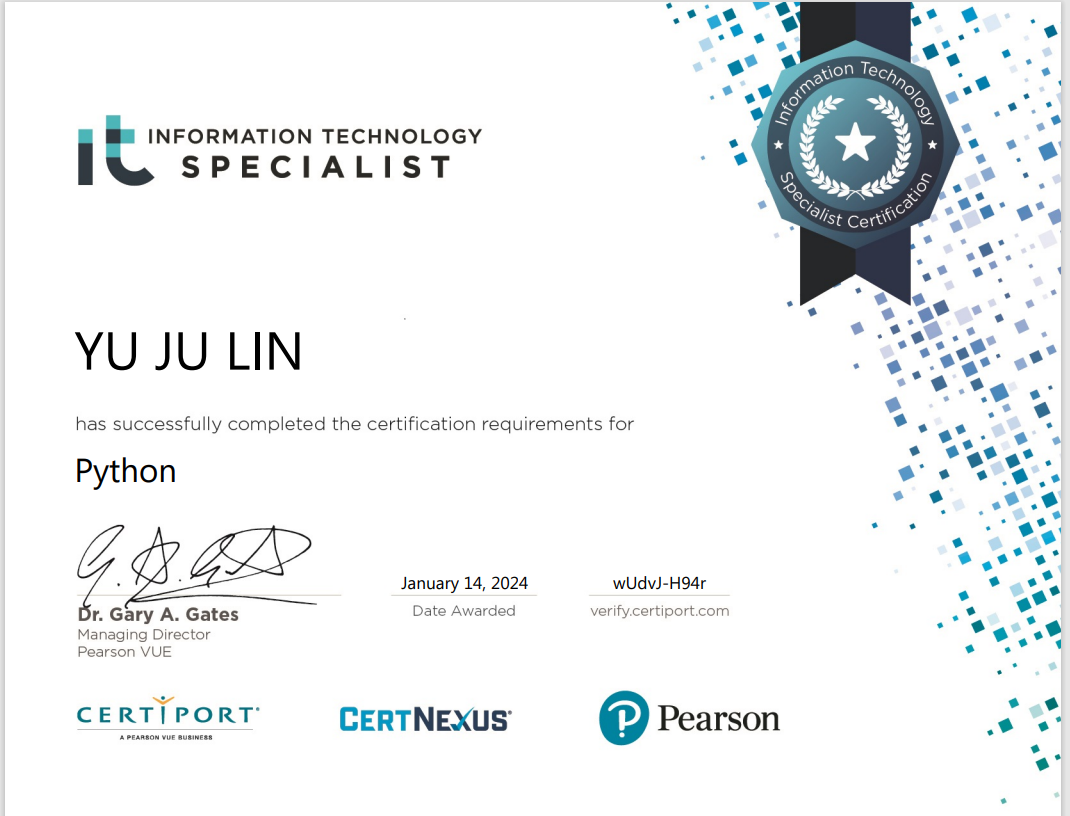 it INFORMATION TECHNOLOGY
SPECIALIST
Information Technology
Specialist Certification
YU JU LIN
has successfully completed the certification requirements for
Python
January 14, 2024
wUdvJ-H94r
Dr. Gary A. Gates
Date Awarded
verify.certiport.com
Managing Director
Pearson VUE
CERTIPORT®
A PEARSON VUE BUSINESS
CERTNEXUS®
P Pearson